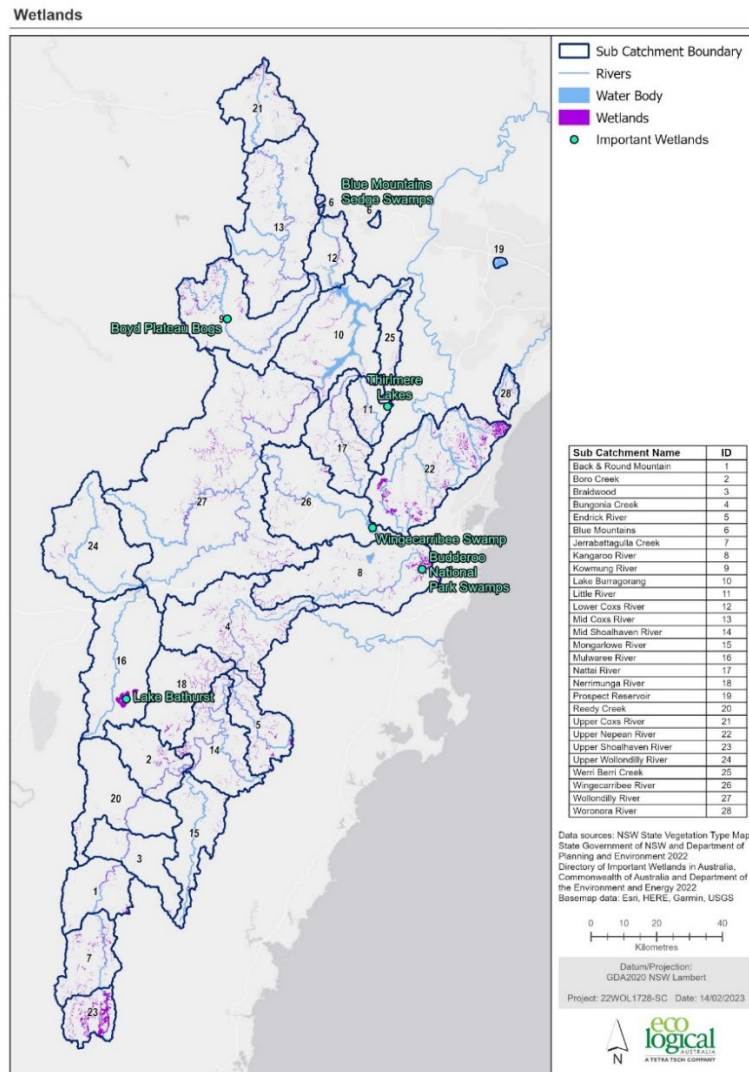 Wetlands
Sub Catchment Boundary
Rivers
Water Body
Wetlands
Important Wetlands
21
Blue Mountains
Sedge Swamps
6
6
13
12
19
9
Boyd Plateau Bogs
10
25
Thirlmere
Lakes
28
11
17
22
27
26
24
Wingecarribee Swamp
Budderoo
National
Park Swamps
8
4
16
18
Lake Bathurst
5
2
14
20
15
3
1
7
23
Sub Catchment Name ID
Back & Round Mountain 1
Boro Creek 2
Braidwood 3
Bungonia Creek 4
Endrick River 5
Blue Mountains 6
Jerrabattagulla Creek 7
Kangaroo River 8
Kowmung River 9
Lake Burragorang 10
Little River 11
Lower Coxs River 12
Mid Coxs River 13
Mid Shoalhaven River 14
Mongarlowe River 15
Mulwaree River 16
Nattai River 17
Nerrimunga River 18
Prospect Reservoir 19
Reedy Creek 20
Upper Coxs River 21
Upper Nepean River 22
Upper Shoalhaven River 23
Upper Wollondilly River 24
Werri Berri Creek 25
Wingecarribee River 26
Wollondilly River 27
Woronora River 28
Data sources: NSW State Vegetation Type Map
State Government of NSW and Department of
Planning and Environment 2022
Directory of Important Wetlands in Australia,
Commonwealth of Australia and Department of
the Environment and Energy 2022
Basemap data: Esri, HERE, Garmin, USGS
0 10 20 40
Kilometres
Datum/Projection:
GDA2020 NSW Lambert
Project: 22WOL1728-SC Date: 14/02/2023
N
eco
logical
AUSTRALIA
A TETRA TECH COMPANY